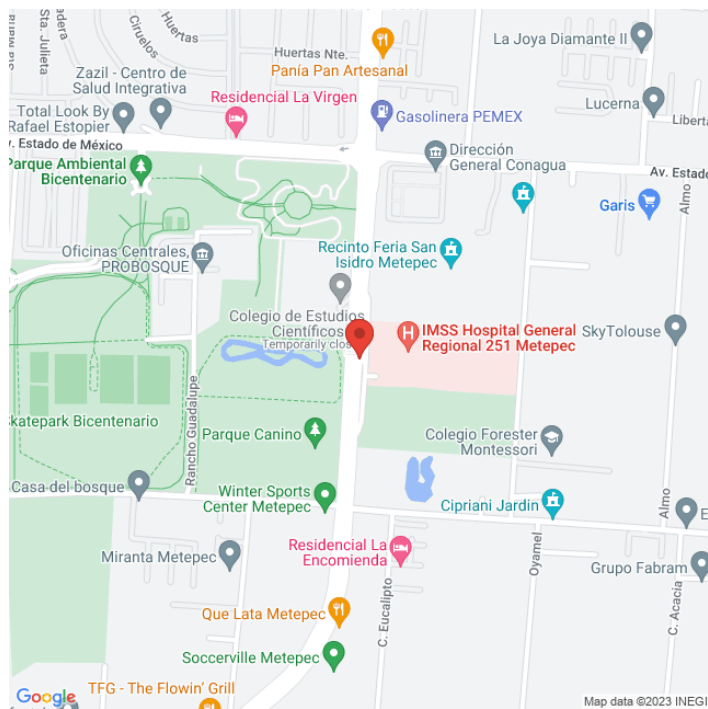 Ciruelos
Huertas
Sta. Julieta
Huertas Nte.
Panía Pan Artesanal
La Joya Diamante II
Zazil - Centro de
Salud Integrativa
Total Look By
Rafael Estopier
Residencial La Virgen
Gasolinera PEMEX
Lucerna
Estado de México
Parque Ambiental
Bicentenario
Dirección
General Conagua
Av. Estado
Garis
Almo
Oficinas Centrales,
PROBOSQUE
Recinto Feria San
Isidro Metepec
Colegio de Estudios
Científicos
Temporarily clos
IMSS Hospital General
Regional 251 Metepec
SkyTolouse
Skatepark Bicentenario
Rancho Guadalupe
Parque Canino
Colegio Forester
Montessori
Casa del bosque
Winter Sports
Center Metepec
Cipriani Jardin
Almo
E
Miranta Metepec
Residencial La
Encomienda
Oyamel
Grupo Fabram
C. Eucalipto
C. Acacia
Que Lata Metepec
Soccerville Metepec
TFG - The Flowin' Grill
Google
Map data ©2023 INEGI